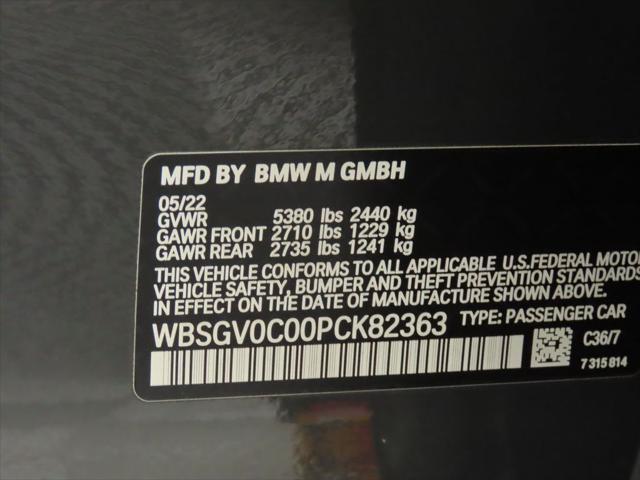 MFD BY BMW M GMBH
05/22
GVWR 5380 lbs 2440 kg
GAWR FRONT 2710 lbs 1229 kg
GAWR REAR 2735 lbs 1241 kg
THIS VEHICLE CONFORMS TO ALL APPLICABLE U.S.FEDERAL MOTOR
VEHICLE SAFETY, BUMPER AND THEFT PREVENTION STANDARDS
IN EFFECT ON THE DATE OF MANUFACTURE SHOWN ABOVE.
WBSGV0C00PCK82363 TYPE: PASSENGER CAR
C36/7
7 315 814